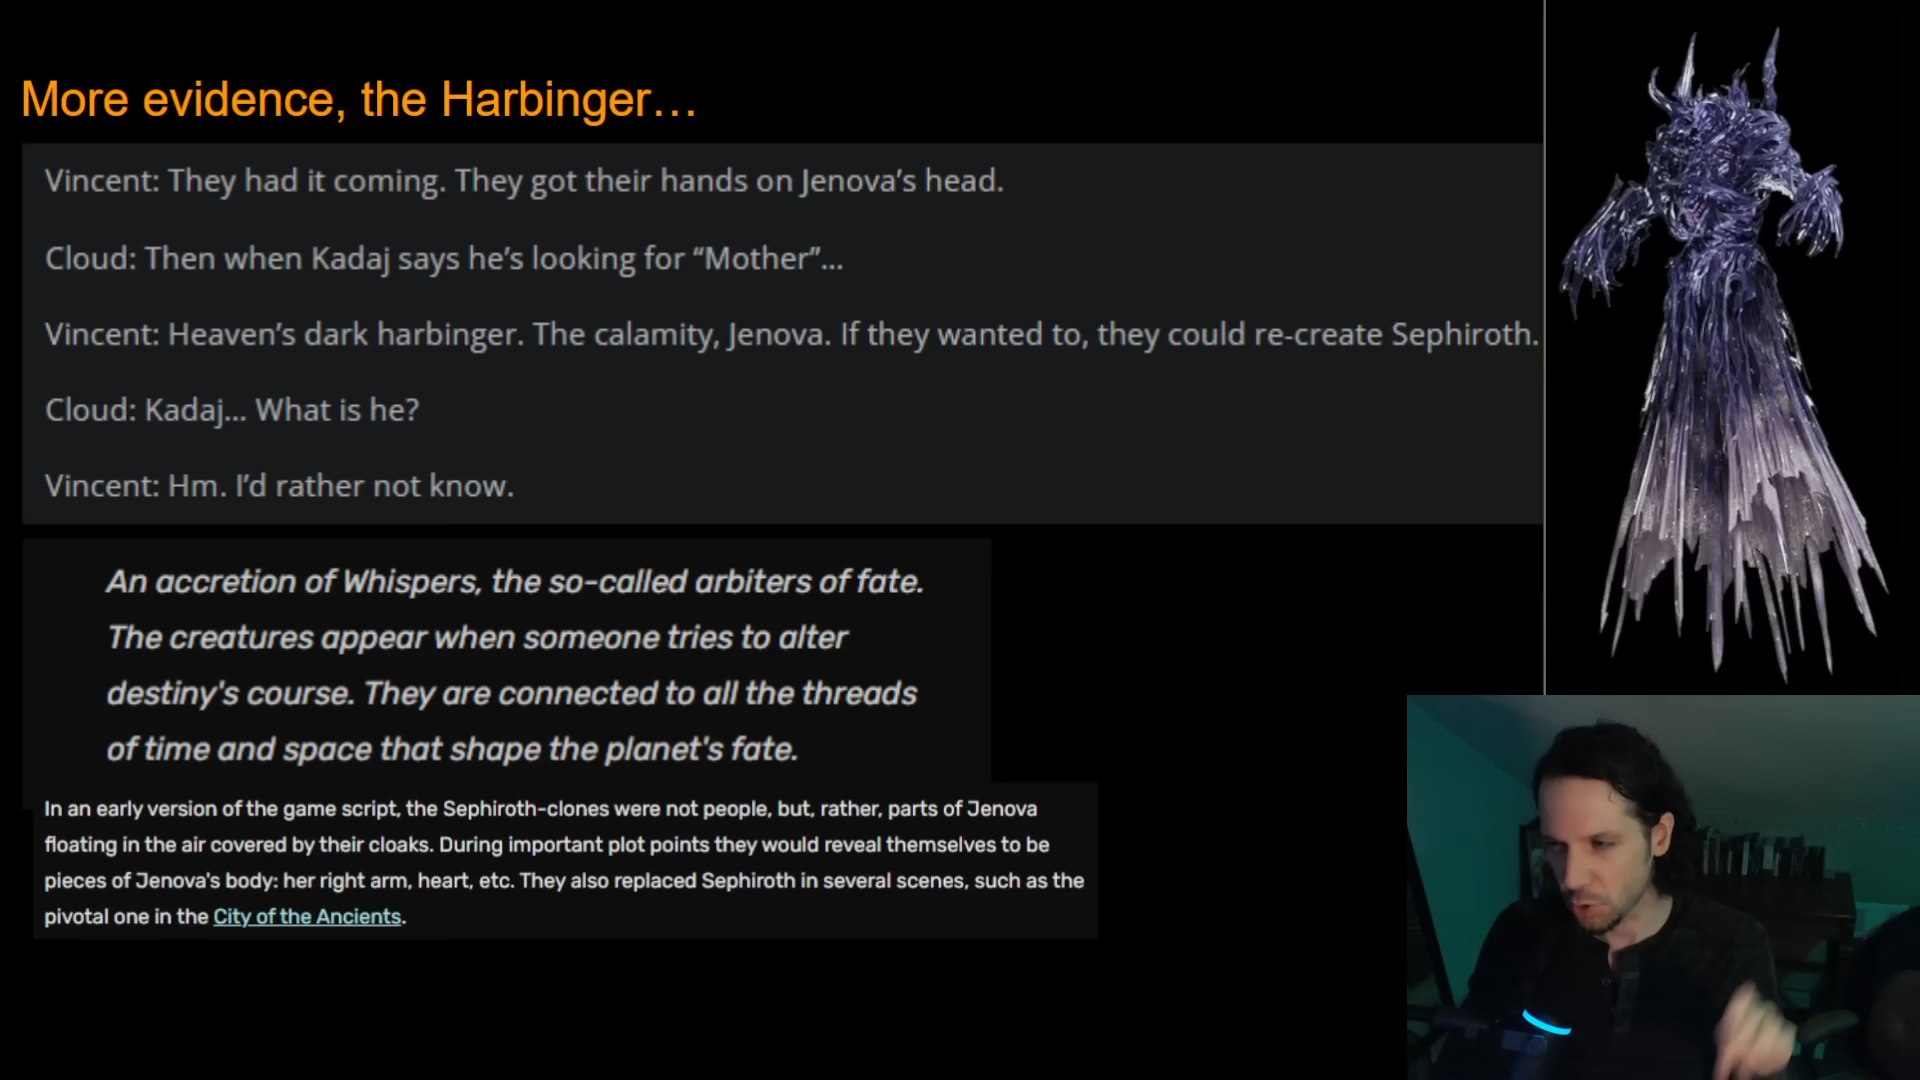 More evidence, the Harbinger…
Vincent: They had it coming. They got their hands on Jenova’s head.
Cloud: Then when Kadaj says he’s looking for “Mother”...
Vincent: Heaven’s dark harbinger. The calamity, Jenova. If they wanted to, they could re-create Sephiroth.
Cloud: Kadaj... What is he?
Vincent: Hm. I’d rather not know.
An accretion of Whispers, the so-called arbiters of fate.
The creatures appear when someone tries to alter
destiny's course. They are connected to all the threads
of time and space that shape the planet's fate.
In an early version of the game script, the Sephiroth-clones were not people, but, rather, parts of Jenova
floating in the air covered by their cloaks. During important plot points they would reveal themselves to be
pieces of Jenova's body: her right arm, heart, etc. They also replaced Sephiroth in several scenes, such as the
pivotal one in the City of the Ancients.